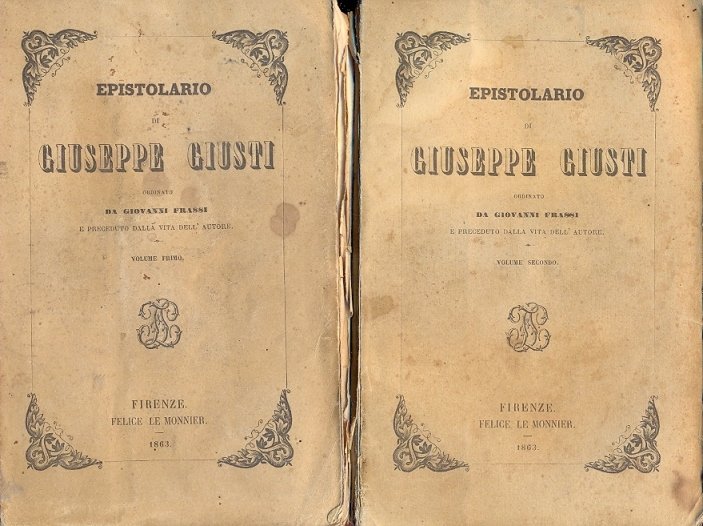 EPISTOLARIO
DI
GIUSEPPE GIUSTI
ORDINATO
DA GIOVANNI FRASSI
E PRECEDUTO DALLA VITA DELL' AUTORE.
VOLUME PRIMO.
FIRENZE.
FELICE LE MONNIER.
1863.
EPISTOLARIO
DI
GIUSEPPE GIUSTI
ORDINATO
DA GIOVANNI FRASSI
E PRECEDUTO DALLA VITA DELL' AUTORE.
VOLUME SECONDO.
FIRENZE.
FELICE LE MONNIER.
1863.